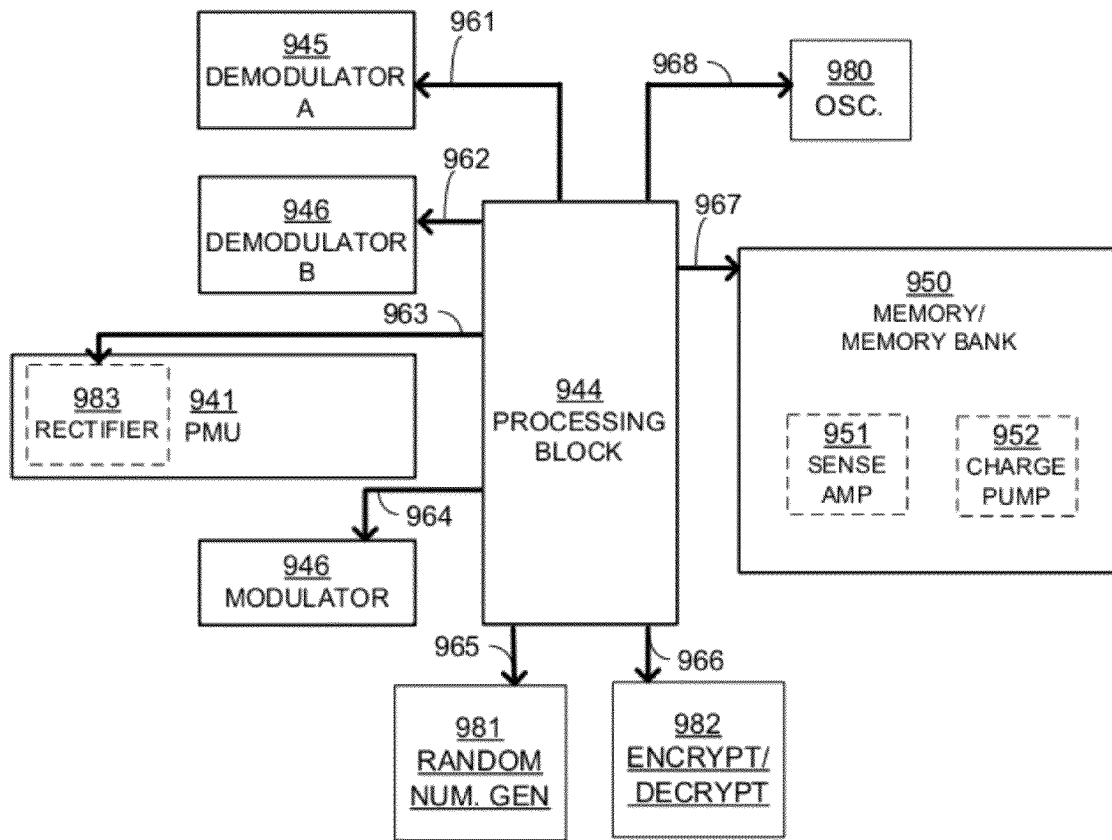 945
DEMODULATOR
A
961
968
980
OSC.
946
DEMODULATOR
B
962
967
963
983
RECTIFIER
941
PMU
944
PROCESSING
BLOCK
950
MEMORY/
MEMORY BANK
951
SENSE
AMP
952
CHARGE
PUMP
964
946
MODULATOR
965
966
981
RANDOM
NUM. GEN
982
ENCRYPT/
DECRYPT